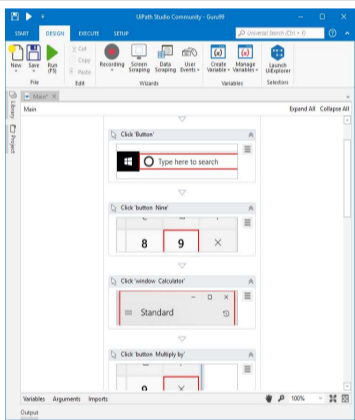 UiPath Studio Community - Guru99
START DESIGN EXECUTE SETUP Universal Search (Ctrl + F)
New Save Run (F5) Cut Copy Paste Recording Screen Scraping Data Scraping User Events Create Variable Manage Variables Launch UiExplorer
File Edit Wizards Variables Selectors
Main*
Main Expand All Collapse All
Library
Project
Click 'Button'
Type here to search
Click 'button Nine'
8 9 ×
Click 'window Calculator'
Standard
Click 'button Multiply by'
Variables Arguments Imports 100%
Output